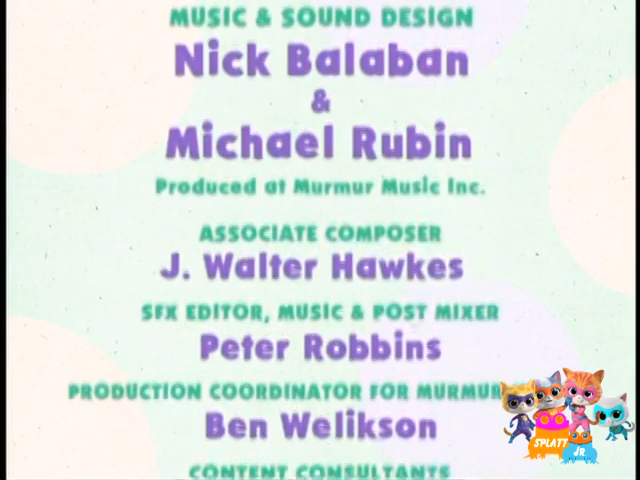 MUSIC & SOUND DESIGN
Nick Balaban
&
Michael Rubin
Produced at Murmur Music Inc.
ASSOCIATE COMPOSER
J. Walter Hawkes
SFX EDITOR, MUSIC & POST MIXER
Peter Robbins
PRODUCTION COORDINATOR FOR MURMUR
Ben Welikson
SPLATT
JR
CONTENT CONSULTANTS